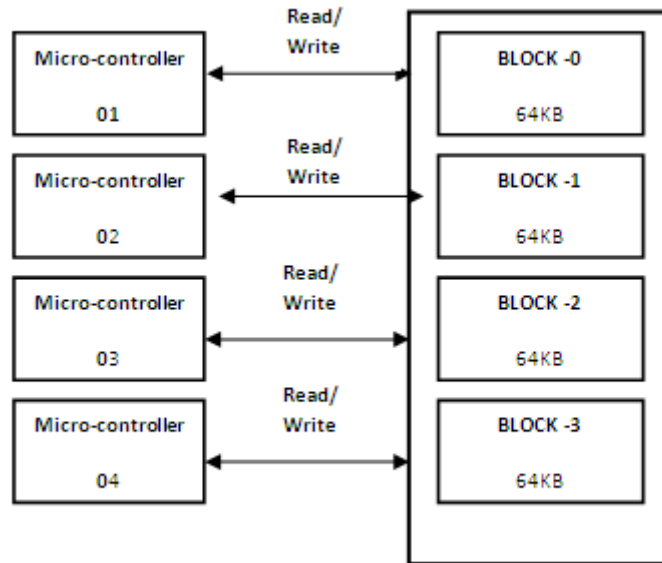 Read/
Write
Micro-controller
01
BLOCK -0
64KB
Read/
Write
Micro-controller
02
BLOCK -1
64KB
Read/
Write
Micro-controller
03
BLOCK -2
64KB
Read/
Write
Micro-controller
04
BLOCK -3
64KB